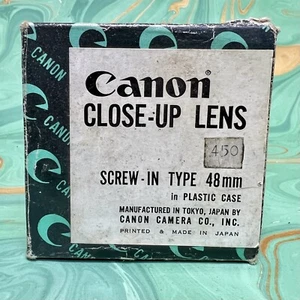 CANON
Canon
CLOSE-UP LENS
450
SCREW-IN TYPE 48mm
in PLASTIC CASE
MANUFACTURED IN TOKYO, JAPAN BY
CANON CAMERA CO., INC.
PRINTED & MADE IN JAPAN
CANON